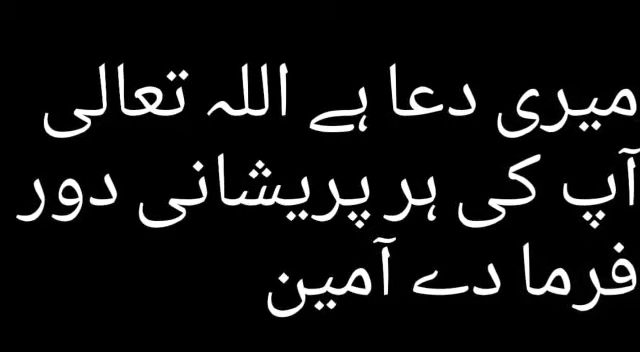 میری دعا ہے اللہ تعالی
آپ کی ہر پریشانی دور
فرما دے آمین